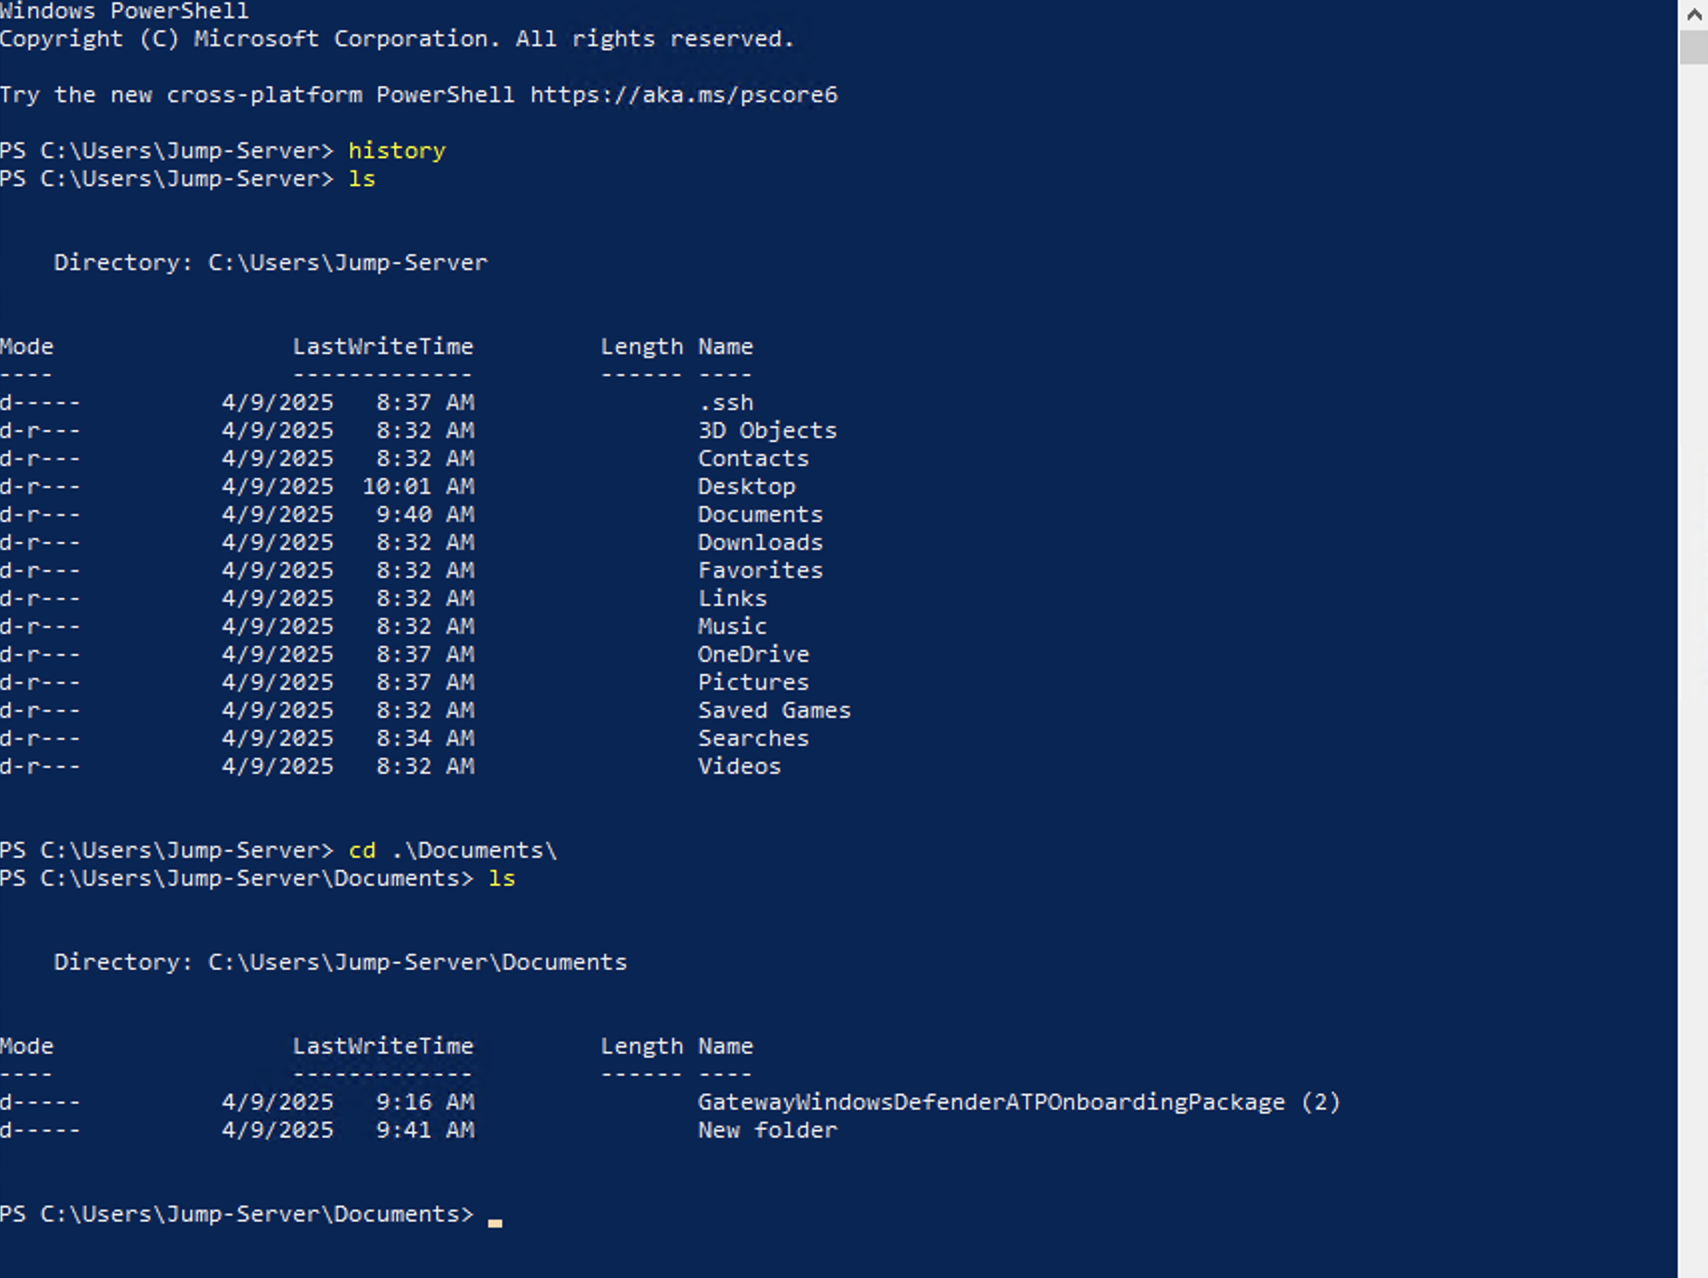 Windows PowerShell
Copyright (C) Microsoft Corporation. All rights reserved.
Try the new cross-platform PowerShell https://aka.ms/pscore6
PS C:\Users\Jump-Server> history
PS C:\Users\Jump-Server> ls
    Directory: C:\Users\Jump-Server
Mode                 LastWriteTime         Length Name
----                 -------------         ------ ----
d-----          4/9/2025   8:37 AM                .ssh
d-r---          4/9/2025   8:32 AM                3D Objects
d-r---          4/9/2025   8:32 AM                Contacts
d-r---          4/9/2025  10:01 AM                Desktop
d-r---          4/9/2025   9:40 AM                Documents
d-r---          4/9/2025   8:32 AM                Downloads
d-r---          4/9/2025   8:32 AM                Favorites
d-r---          4/9/2025   8:32 AM                Links
d-r---          4/9/2025   8:32 AM                Music
d-r---          4/9/2025   8:37 AM                OneDrive
d-r---          4/9/2025   8:37 AM                Pictures
d-r---          4/9/2025   8:32 AM                Saved Games
d-r---          4/9/2025   8:34 AM                Searches
d-r---          4/9/2025   8:32 AM                Videos
PS C:\Users\Jump-Server> cd .\Documents\
PS C:\Users\Jump-Server\Documents> ls
    Directory: C:\Users\Jump-Server\Documents
Mode                 LastWriteTime         Length Name
----                 -------------         ------ ----
d-----          4/9/2025   9:16 AM                GatewayWindowsDefenderATPOnboardingPackage (2)
d-----          4/9/2025   9:41 AM                New folder
PS C:\Users\Jump-Server\Documents>